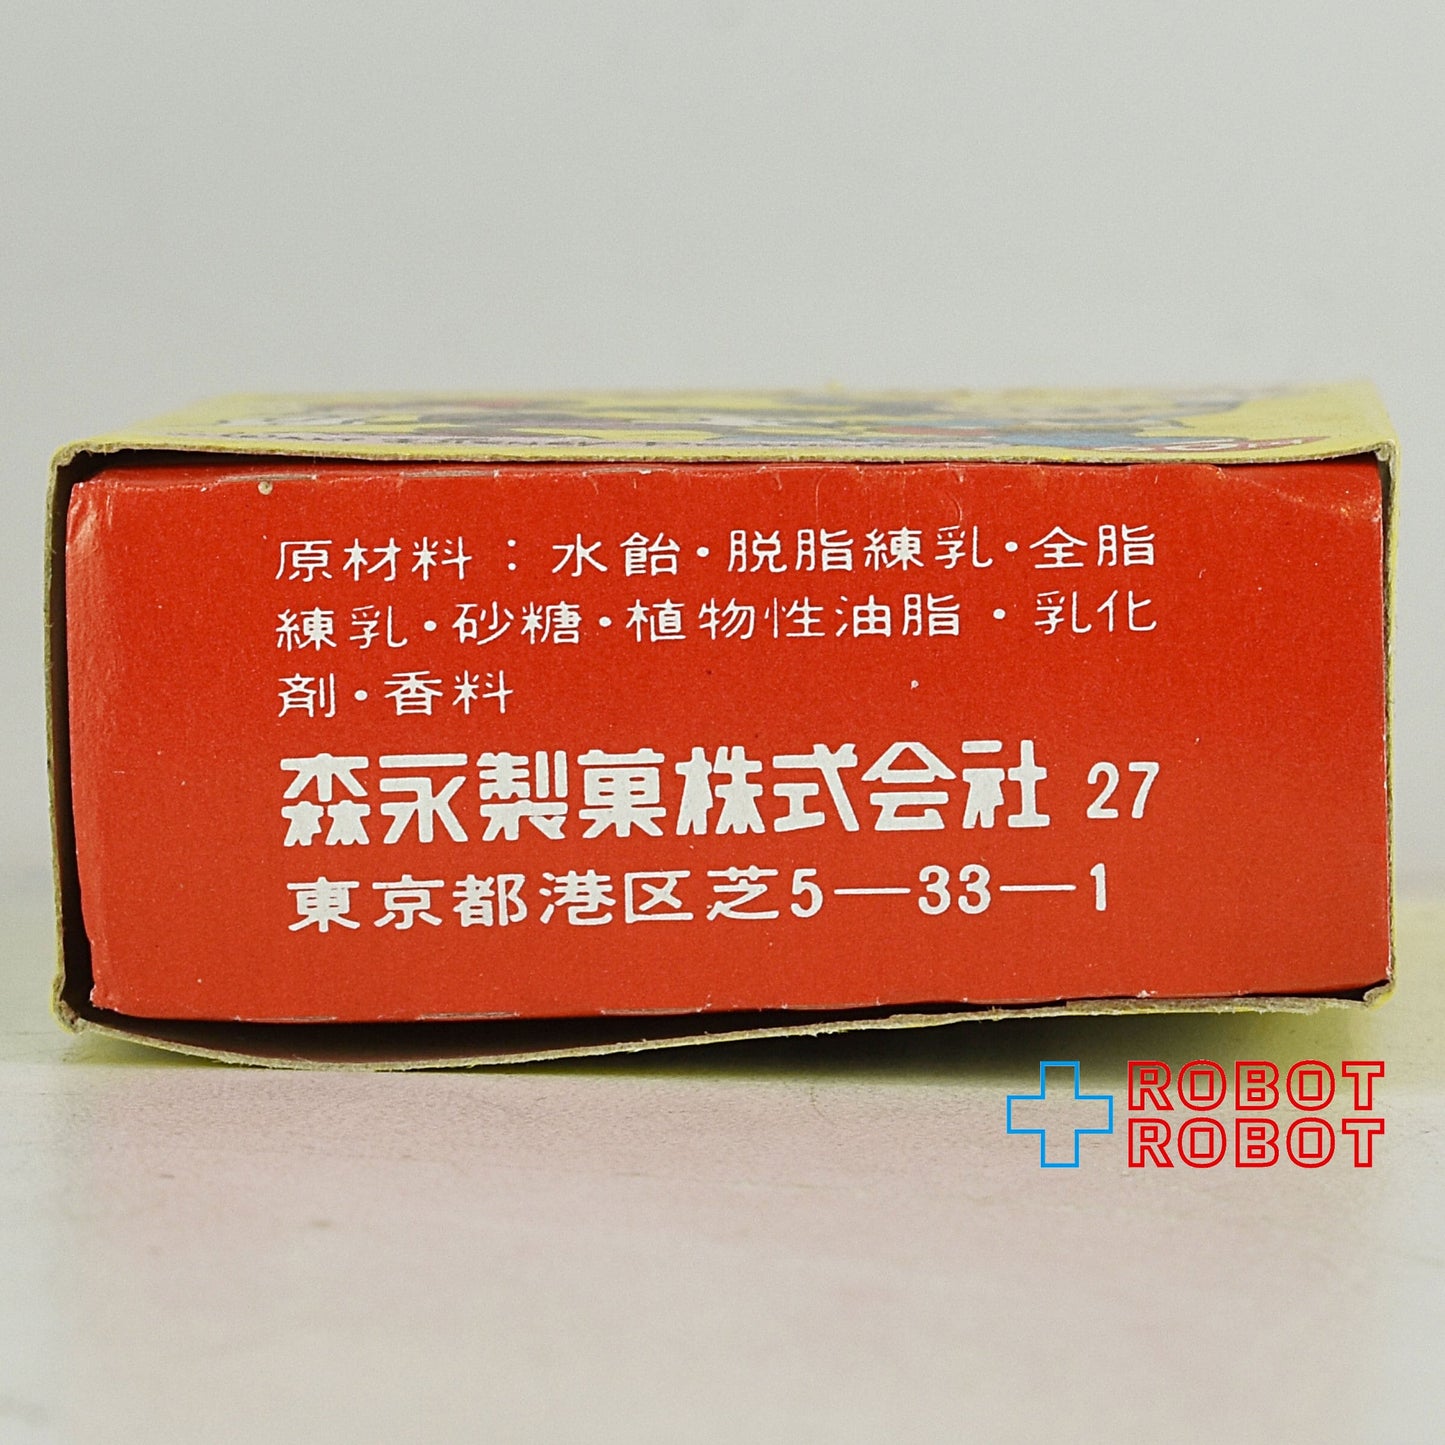 原材料：水飴・脱脂練乳・全脂
練乳・砂糖・植物性油脂・乳化
剤・香料
森永製菓株式会社 27
東京都港区芝5—33—1
ROBOT
ROBOT